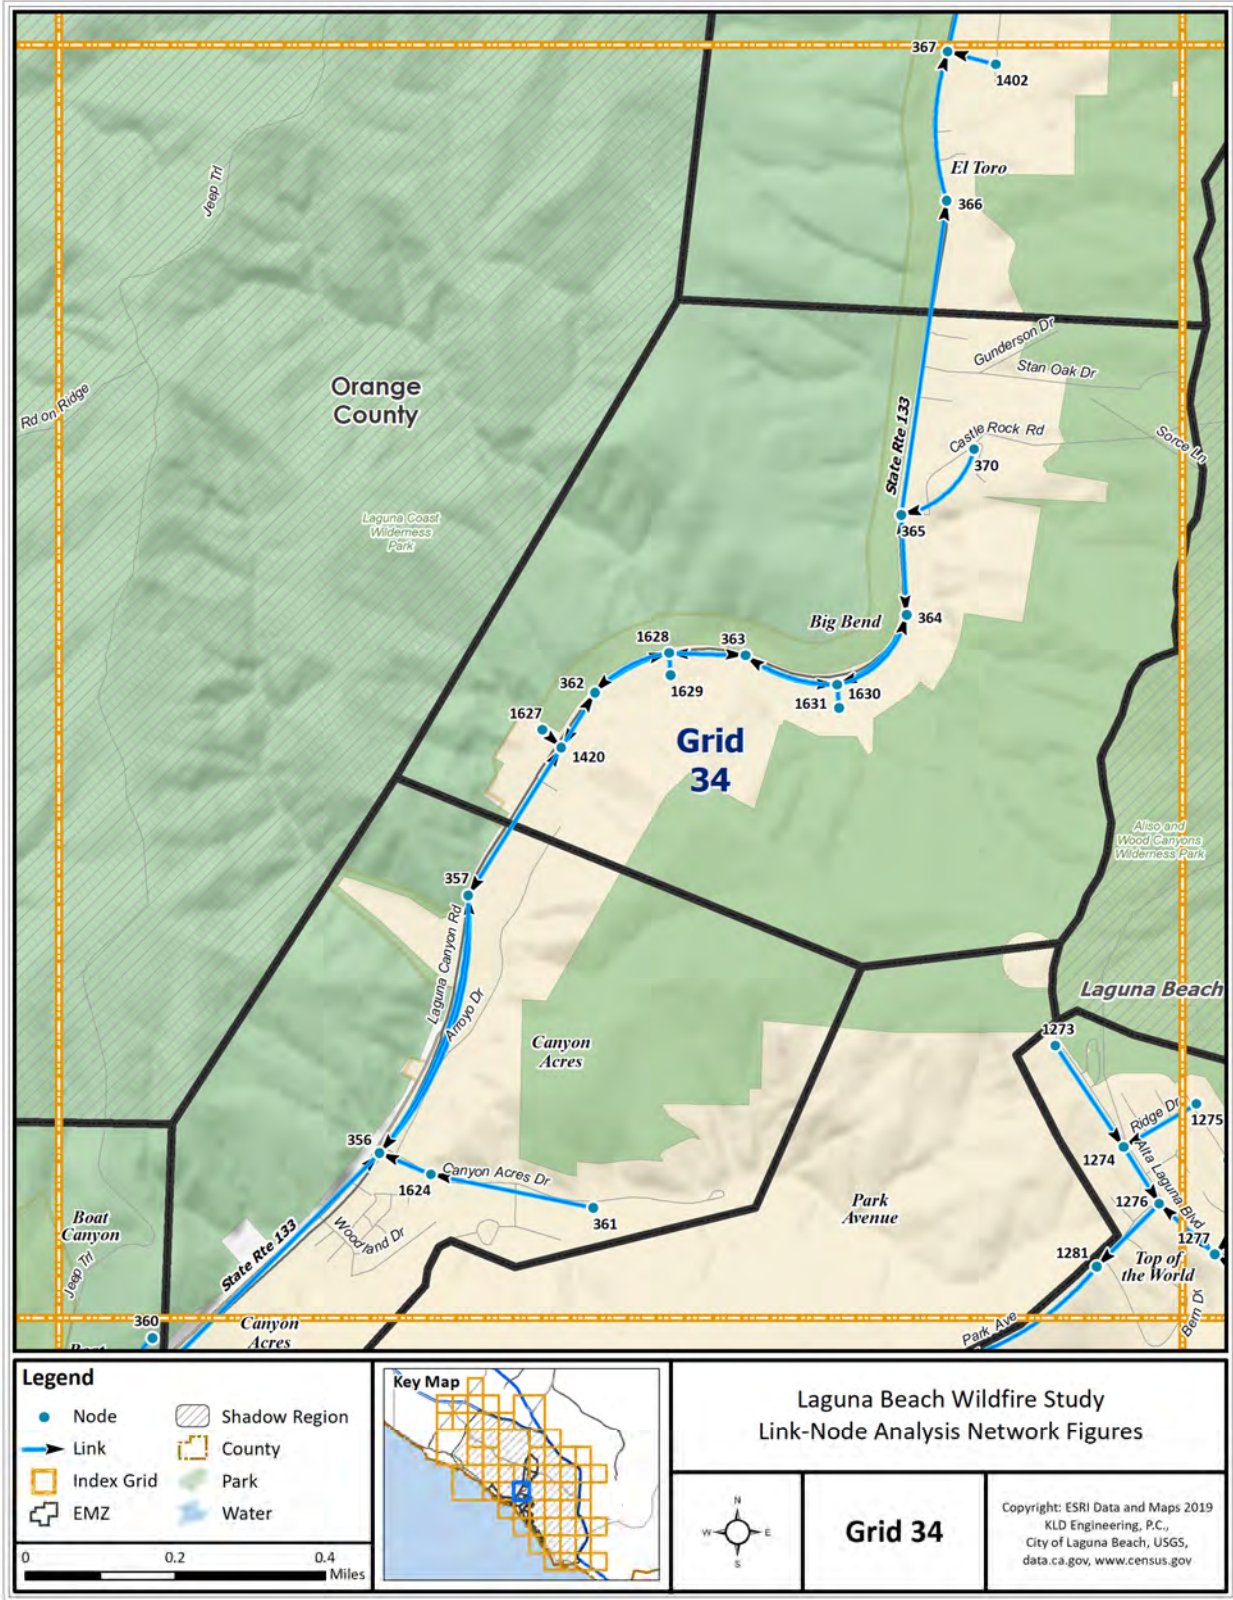 367
1402
El Toro
366
Jeep Trl
Gunderson Dr
Stan Oak Dr
Orange
County
Rd on Ridge
State Rte 133
Castle Rock Rd
Sorce Ln
370
Laguna Coast
Wilderness
Park
365
Big Bend
364
1628
363
362
1629
1631
1630
1627
1420
Grid
34
Aliso and
Wood Canyons
Wilderness Park
357
Laguna Canyon Rd
Arroyo Dr
Laguna Beach
Canyon
Acres
1273
Ridge Dr
1275
356
1274
Alta Laguna Blvd
Canyon Acres Dr
1624
361
Park
Avenue
1276
Boat
Canyon
Woodland Dr
State Rte 133
1277
1281
Top of
the World
Jeep Trl
Bern Dr
360
Canyon
Acres
Park Ave
Boat
Legend
Node
Link
Index Grid
EMZ
Shadow Region
County
Park
Water
0 0.2 0.4
Miles
Key Map
Laguna Beach Wildfire Study
Link-Node Analysis Network Figures
N
W E
S
Grid 34
Copyright: ESRI Data and Maps 2019
KLD Engineering, P.C.,
City of Laguna Beach, USGS,
data.ca.gov, www.census.gov